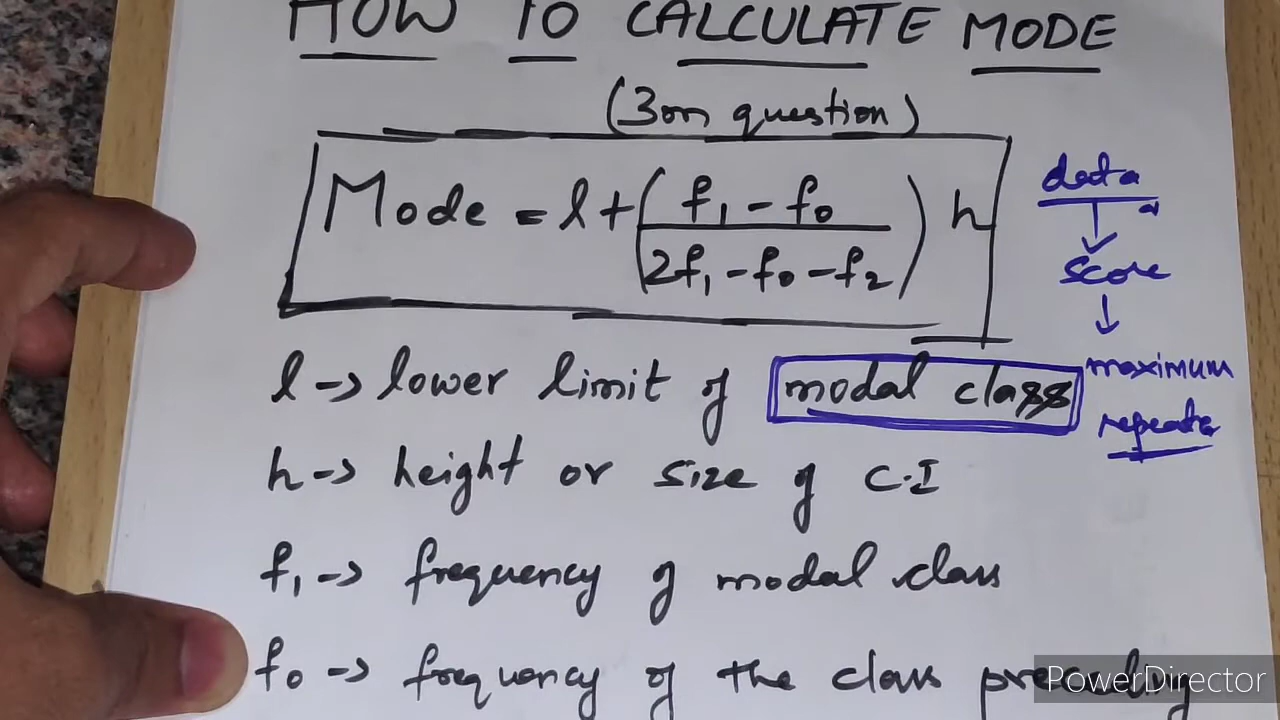 HOW TO CALCULATE MODE
(3m question)
Mode = l + (f₁ - f₀ / 2f₁ - f₀ - f₂) h
data
score
maximum
repeats
l -> lower limit of modal class
h -> height or size of C.I
f₁ -> frequency of modal class
f₀ -> frequency of the class preceding
PowerDirector